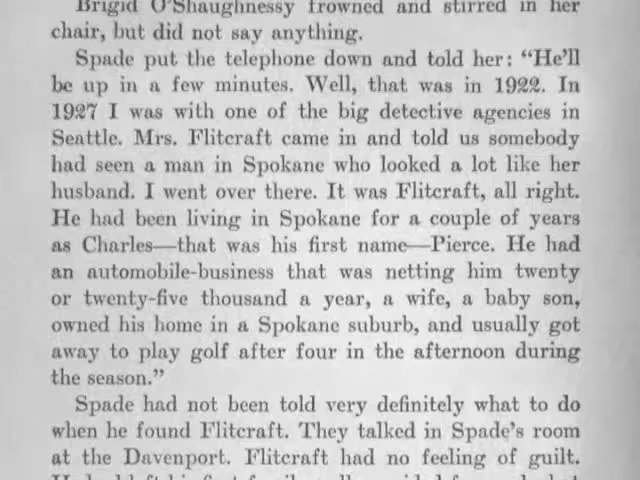 Brigid O'Shaughnessy frowned and stirred in her
chair, but did not say anything.
Spade put the telephone down and told her: “He'll
be up in a few minutes. Well, that was in 1922. In
1927 I was with one of the big detective agencies in
Seattle. Mrs. Flitcraft came in and told us somebody
had seen a man in Spokane who looked a lot like her
husband. I went over there. It was Flitcraft, all right.
He had been living in Spokane for a couple of years
as Charles—that was his first name—Pierce. He had
an automobile-business that was netting him twenty
or twenty-five thousand a year, a wife, a baby son,
owned his home in a Spokane suburb, and usually got
away to play golf after four in the afternoon during
the season.”
Spade had not been told very definitely what to do
when he found Flitcraft. They talked in Spade's room
at the Davenport. Flitcraft had no feeling of guilt.